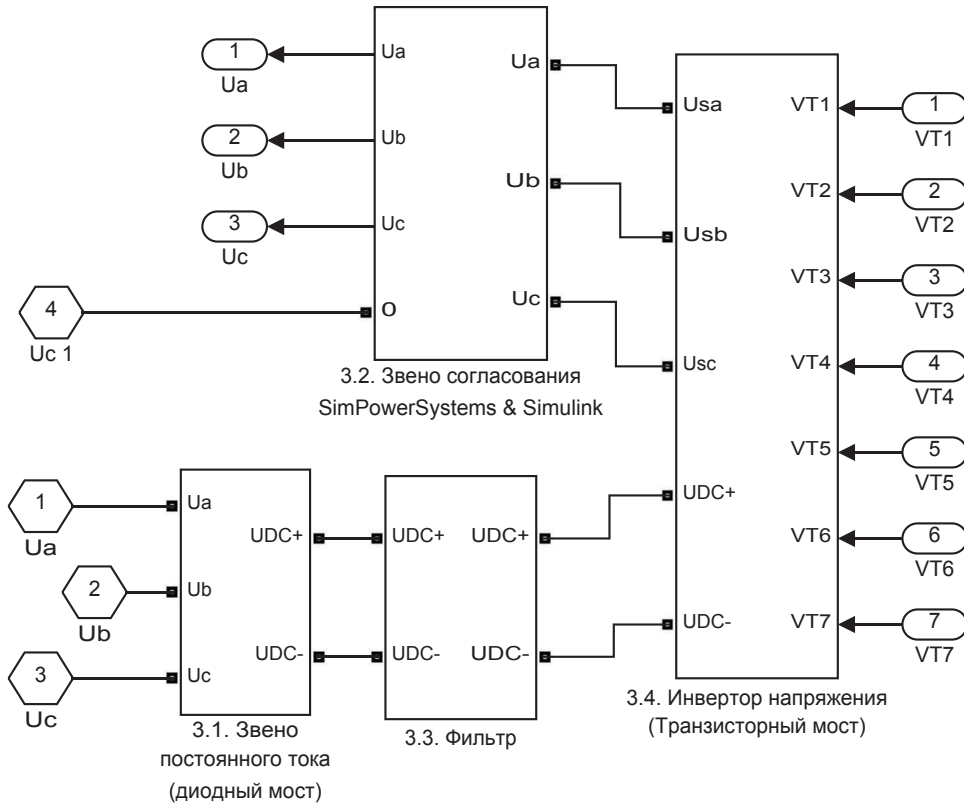 1
Ua
2
Ub
3
Uc
4
Uc 1
Ua
Ub
Uc
0
Ua
Ub
Uc
3.2. Звено согласования
SimPowerSystems & Simulink
Usa
Usb
Usc
UDC+
UDC-
VT1
VT2
VT3
VT4
VT5
VT6
VT7
1
VT1
2
VT2
3
VT3
4
VT4
5
VT5
6
VT6
7
VT7
3.4. Инвертор напряжения
(Транзисторный мост)
1
Ua
2
Ub
3
Uc
Ua
Ub
Uc
UDC+
UDC-
3.1. Звено
постоянного тока
(диодный мост)
UDC+
UDC-
UDC+
UDC-
3.3. Фильтр